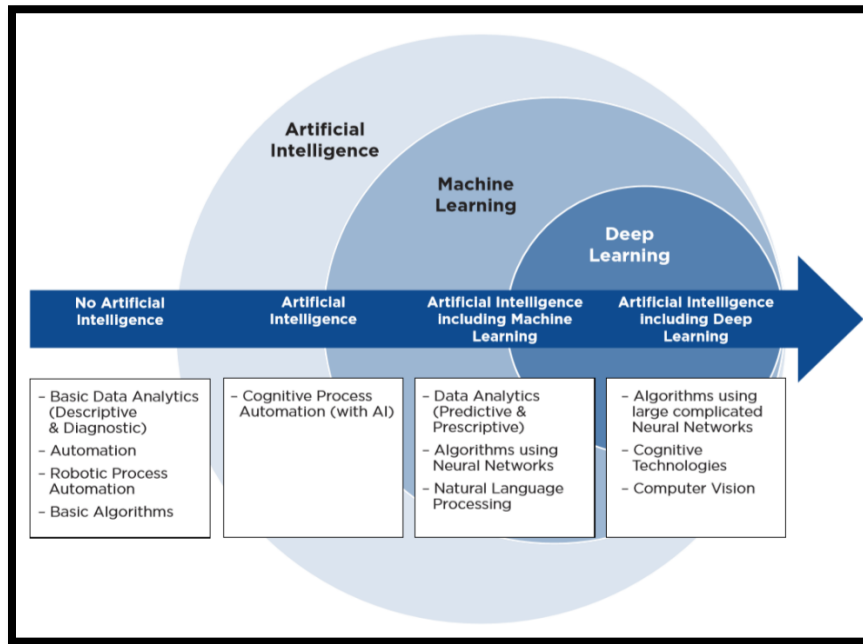 Artificial
Intelligence
Machine
Learning
Deep
Learning
No Artificial
Intelligence
Artificial
Intelligence
Artificial Intelligence
including Machine
Learning
Artificial Intelligence
including Deep
Learning
– Basic Data Analytics
(Descriptive
& Diagnostic)
– Automation
– Robotic Process
Automation
– Basic Algorithms
– Cognitive Process
Automation (with AI)
– Data Analytics
(Predictive &
Prescriptive)
– Algorithms using
Neural Networks
– Natural Language
Processing
– Algorithms using
large complicated
Neural Networks
– Cognitive
Technologies
– Computer Vision